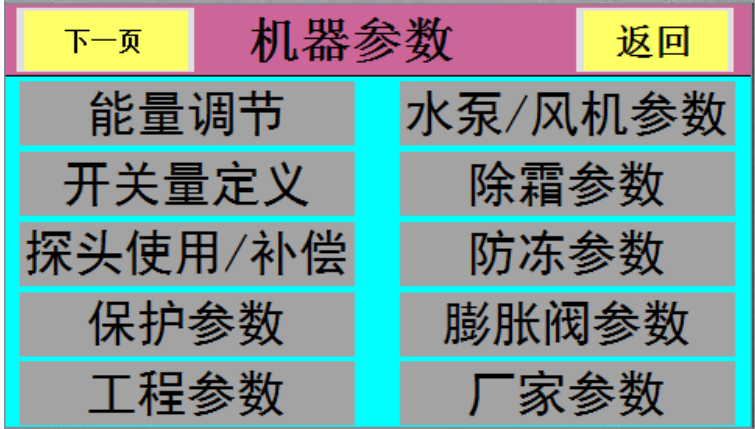 下一页 机器参数 返回
能量调节 水泵/风机参数
开关量定义 除霜参数
探头使用/补偿 防冻参数
保护参数 膨胀阀参数
工程参数 厂家参数